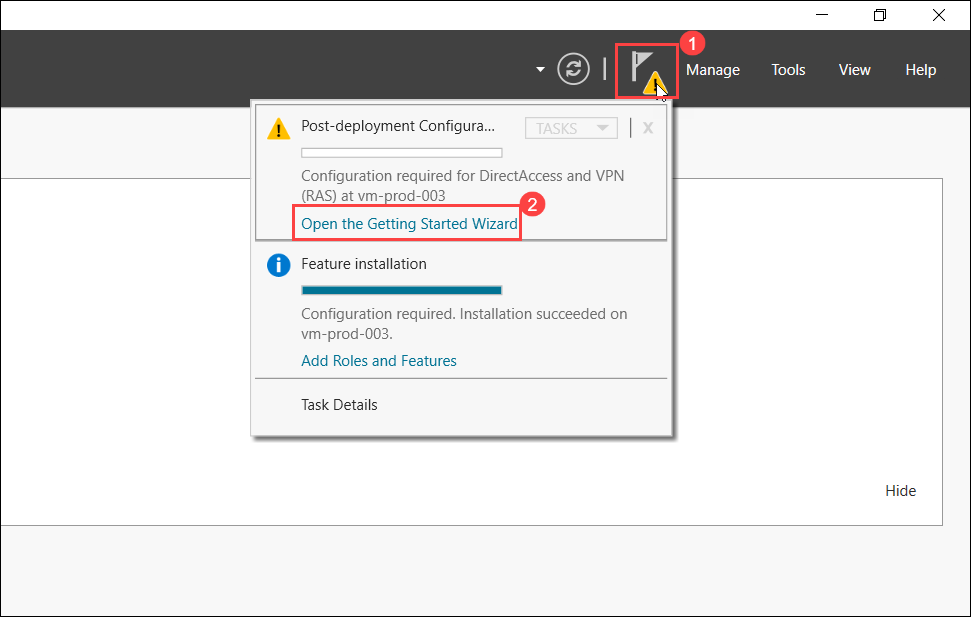 1
Manage Tools View Help
Post-deployment Configura... TASKS X
Configuration required for DirectAccess and VPN
(RAS) at vm-prod-003
2
Open the Getting Started Wizard
Feature installation
Configuration required. Installation succeeded on
vm-prod-003.
Add Roles and Features
Task Details
Hide